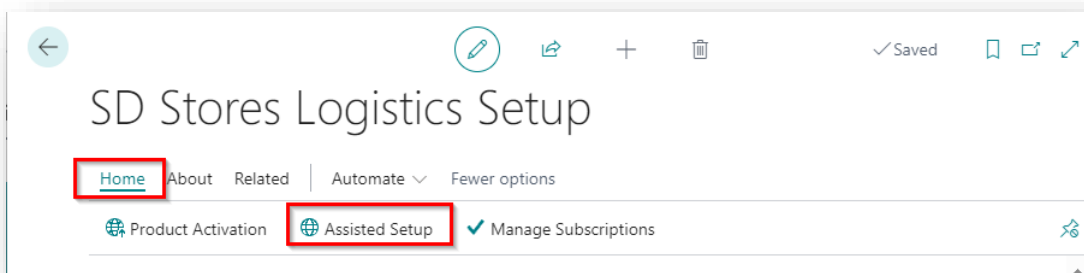 Saved
SD Stores Logistics Setup
Home About Related Automate Fewer options
Product Activation Assisted Setup Manage Subscriptions